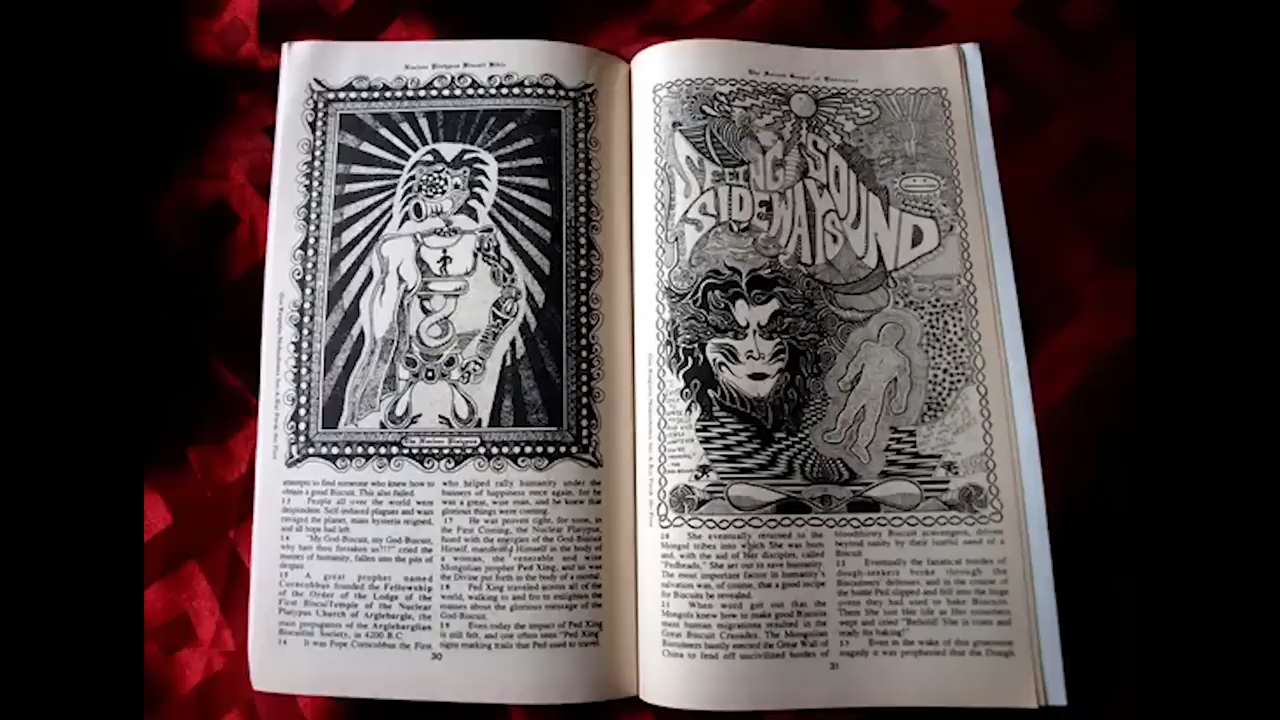 Nuclear Platypus Biscuit Bible
The Nuclear Platypus
attempts to find someone who knew how to
obtain a good Biscuit. This also failed.
13 People all over the world were
despondent. Self-induced plagues and wars
ravaged the planet, mass hysteria reigned,
and all hope had left.
14 "My God-Biscuit, my God-Biscuit,
why hast thou forsaken us?!?" cried the
masses of humanity, fallen into the pits of
despair.
15 A great prophet named
founded the Fellowship
of the Order of the Lodge of the
First BiscuiTemple of the Nuclear
Platypus Church of Arglebargle, the
main propagators of the Arglebarglian
Biscuitist Society, in 4200 B.C.
It was Pope the First
who helped rally humanity under the
banners of happiness once again, for he
was a great, wise man, and he knew that
glorious things were coming.
17 He was proven right, for soon, in
the First Coming, the Nuclear Platypus,
fused with the energies of the God-Biscuit
Himself, manifested Himself in the body of
a woman, the venerable and wise
Mongolian prophet Ped Xing, and so was
the Divine put forth in the body of a mortal.
18 Ped Xing traveled across all of the
world, walking to and fro to enlighten the
masses about the glorious message of the
God-Biscuit.
19 Even today the impact of Ped Xing
is still felt, and one often sees "Ped Xing"
signs marking trails that Ped used to travel.
30
SEEING SOUND
SIDEWAYS
She eventually returned to the
Mongol tribes into which She was born
and, with the aid of Her disciples, called
"Pedheads," She set out to save humanity.
The most important factor in humanity's
salvation was, of course, that a good recipe
for Biscuits be revealed.
When word got out that the
Mongols knew how to make good Biscuits
mass human migrations resulted in the
Great Biscuit Crusades. The Mongolian
Biscuiteers hastily erected the Great Wall of
China to fend off uncivilized hordes of
bloodthirsty Biscuit scavengers, driven
beyond sanity by their lustful need of a
Biscuit.
Eventually the fanatical hordes of
dough-seekers broke through the
Biscuiteers' defenses, and in the course of
the battle Ped slipped and fell into the huge
ovens they had used to bake Biscuits.
There She lost Her life as Her consorts
wept and cried "Behold! She is risen and
ready for baking!"
Even in the wake of this gruesome
tragedy it was prophesied that the Dough
31